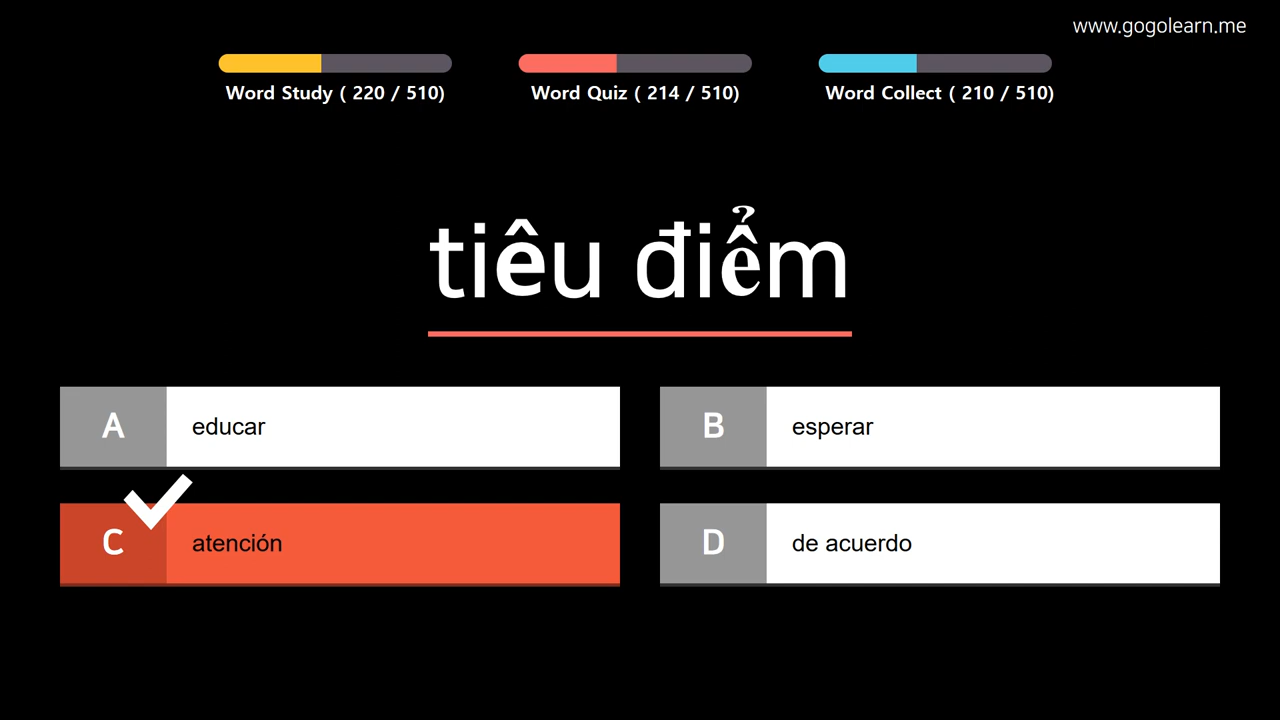 www.gogolearn.me
Word Study ( 220 / 510)
Word Quiz ( 214 / 510)
Word Collect ( 210 / 510)
tiêu điểm
A educar
B esperar
C atención
D de acuerdo